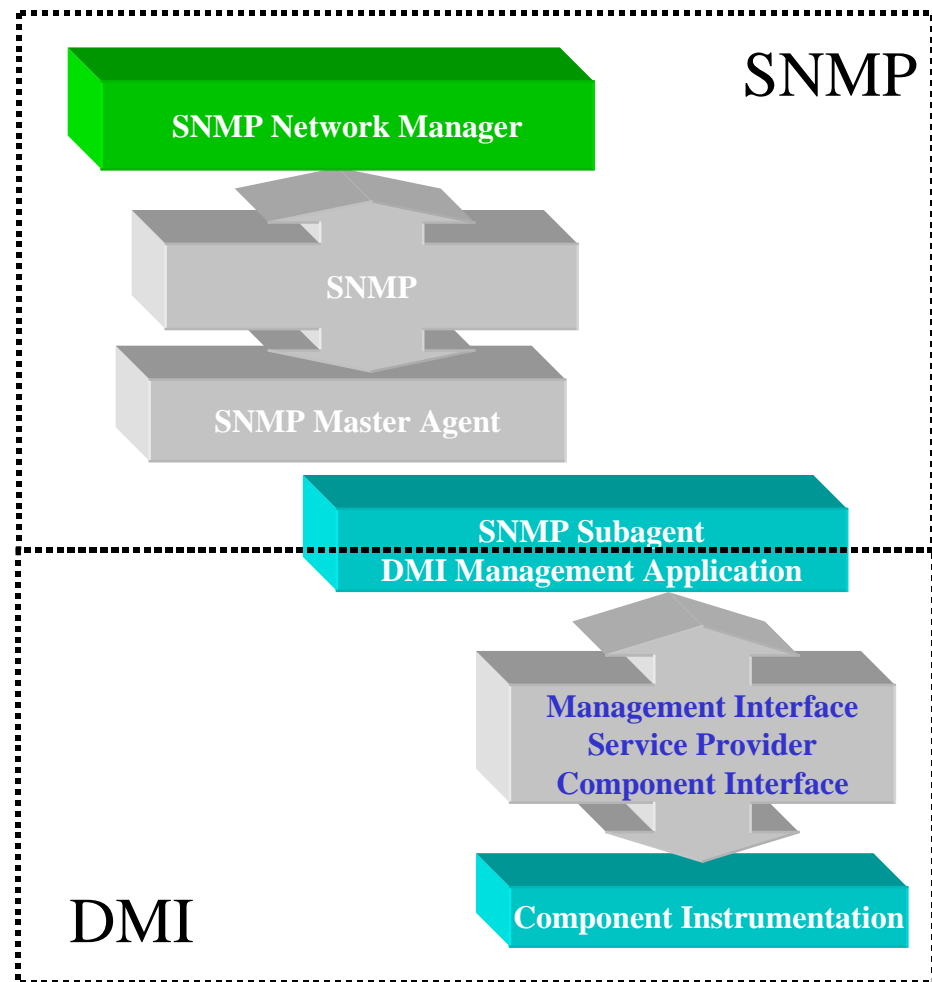 SNMP
SNMP Network Manager
SNMP
SNMP Master Agent
SNMP Subagent
DMI Management Application
Management Interface
Service Provider
Component Interface
Component Instrumentation
DMI